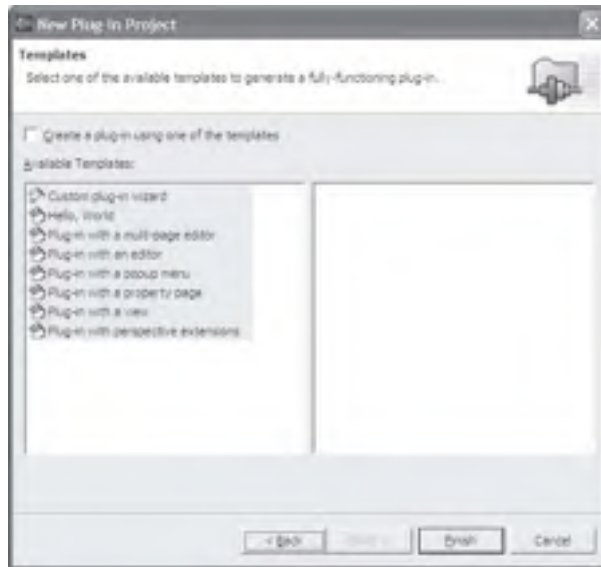 New Plug-in Project
Templates
Select one of the available templates to generate a fully-functioning plug-in.
Create a plug-in using one of the templates
Available Templates:
Custom plug-in wizard
Hello, World
Plug-in with a multi-page editor
Plug-in with an editor
Plug-in with a popup menu
Plug-in with a property page
Plug-in with a view
Plug-in with perspective extensions
< Back
Finish
Cancel